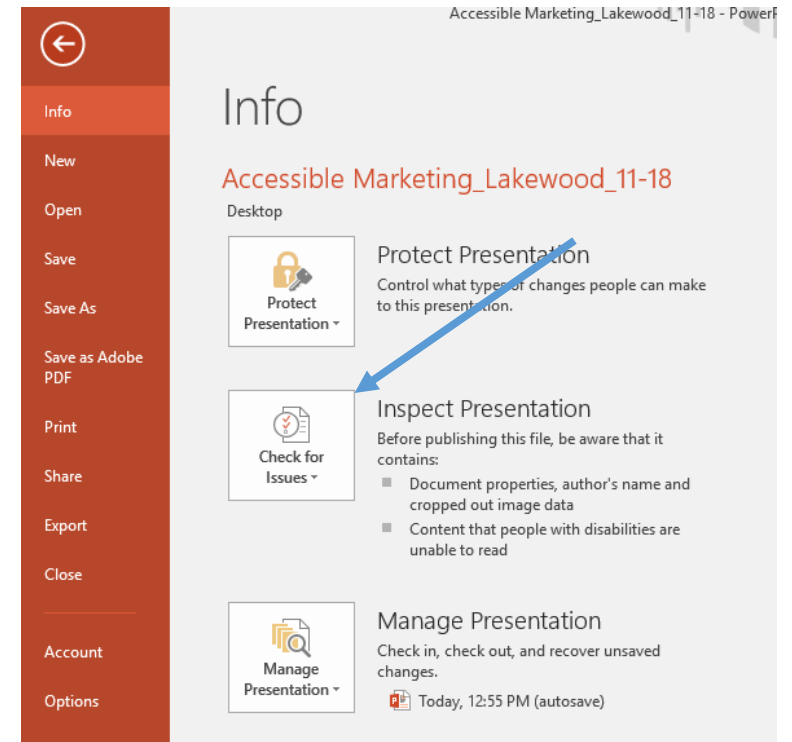 Accessible Marketing_Lakewood_11-18 - PowerP
Info
New
Open
Save
Save As
Save as Adobe
PDF
Print
Share
Export
Close
Account
Options
Info
Accessible Marketing_Lakewood_11-18
Desktop
Protect
Presentation
Protect Presentation
Control what types of changes people can make
to this presentation.
Check for
Issues
Inspect Presentation
Before publishing this file, be aware that it
contains:
Document properties, author's name and
cropped out image data
Content that people with disabilities are
unable to read
Manage
Presentation
Manage Presentation
Check in, check out, and recover unsaved
changes.
Today, 12:55 PM (autosave)